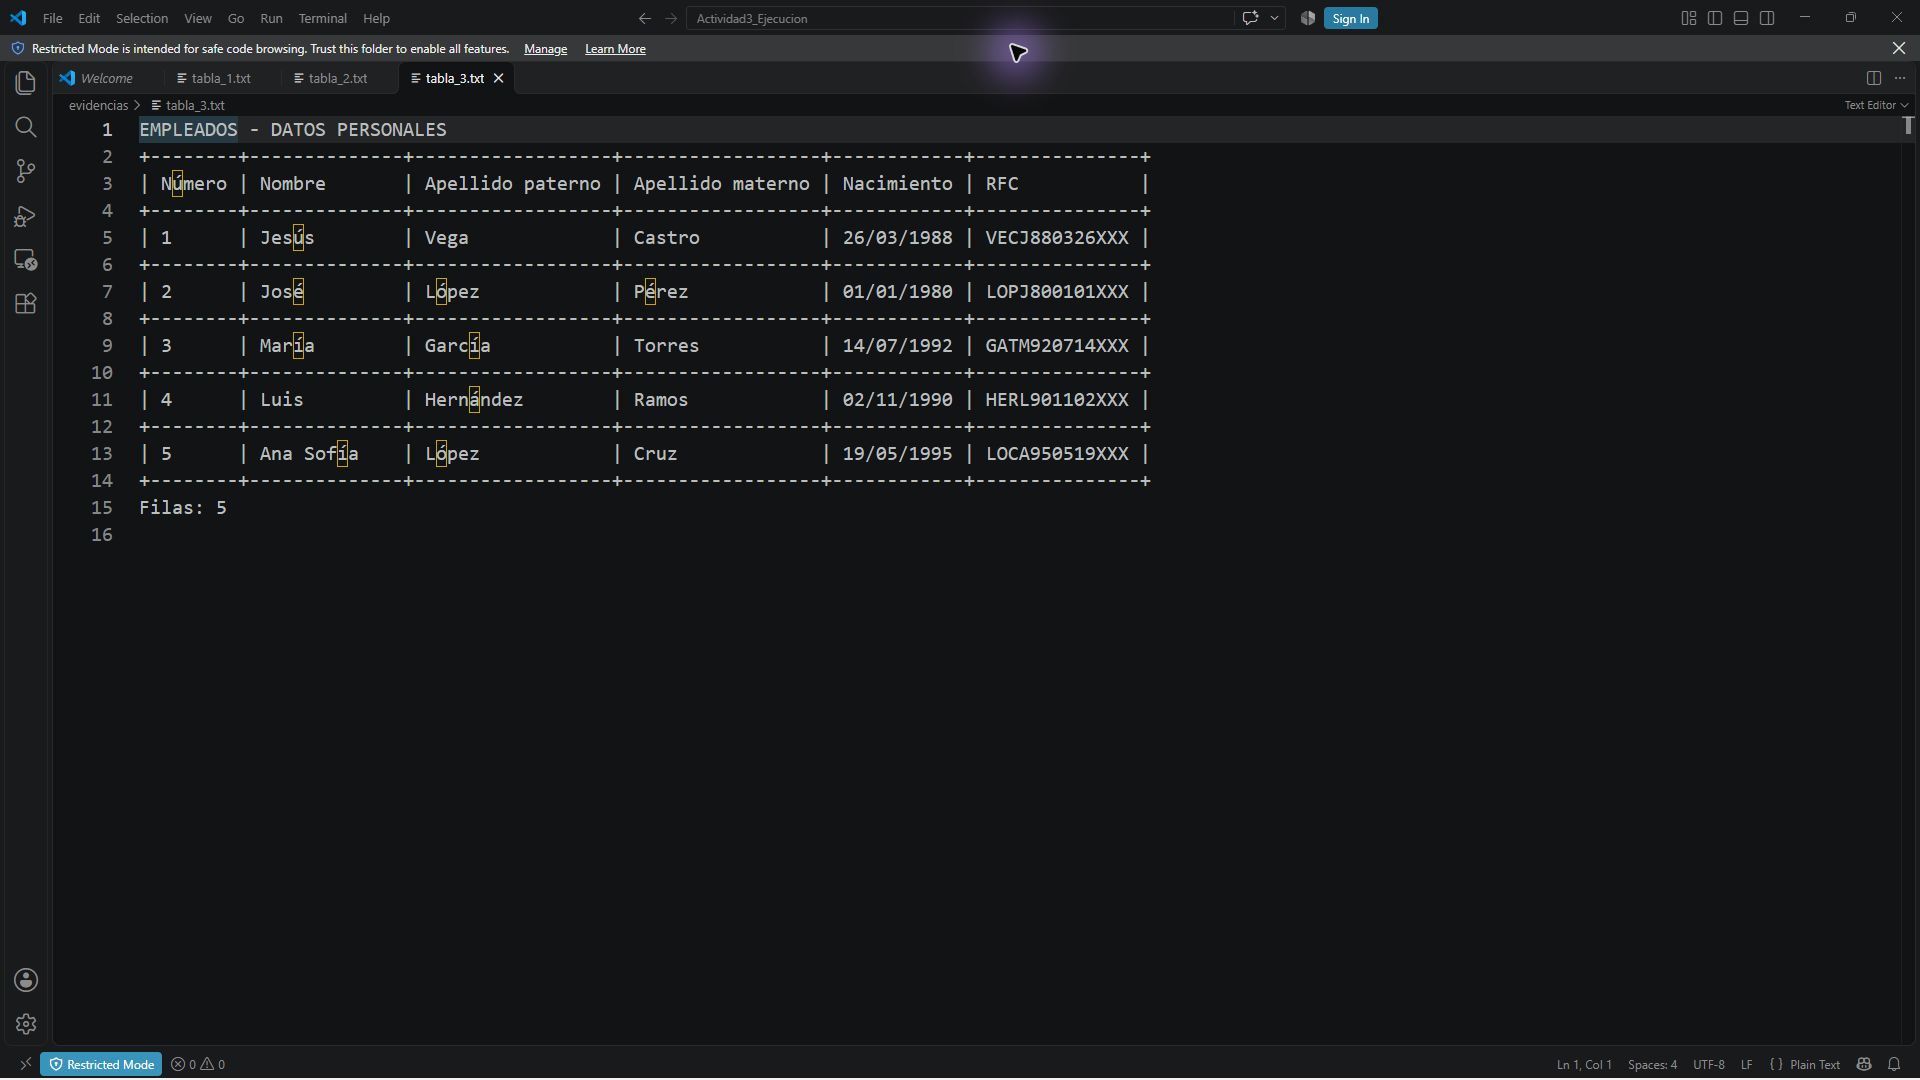 File Edit Selection View Go Run Terminal Help Actividad3_Ejecucion Sign In
Restricted Mode is intended for safe code browsing. Trust this folder to enable all features. Manage Learn More
Welcome tabla_1.txt tabla_2.txt tabla_3.txt
evidencias > tabla_3.txt Text Editor
1 EMPLEADOS - DATOS PERSONALES
2 +--------+--------------+------------------+------------------+------------+---------------+
3 | Número | Nombre       | Apellido paterno | Apellido materno | Nacimiento | RFC           |
4 +--------+--------------+------------------+------------------+------------+---------------+
5 | 1      | Jesús        | Vega             | Castro           | 26/03/1988 | VECJ880326XXX |
6 +--------+--------------+------------------+------------------+------------+---------------+
7 | 2      | José         | López            | Pérez            | 01/01/1980 | LOPJ800101XXX |
8 +--------+--------------+------------------+------------------+------------+---------------+
9 | 3      | María        | García           | Torres           | 14/07/1992 | GATM920714XXX |
10 +--------+--------------+------------------+------------------+------------+---------------+
11 | 4      | Luis         | Hernández        | Ramos            | 02/11/1990 | HERL901102XXX |
12 +--------+--------------+------------------+------------------+------------+---------------+
13 | 5      | Ana Sofía    | López            | Cruz             | 19/05/1995 | LOCA950519XXX |
14 +--------+--------------+------------------+------------------+------------+---------------+
15 Filas: 5
16
Restricted Mode 0 0 Ln 1, Col 1 Spaces: 4 UTF-8 LF { } Plain Text